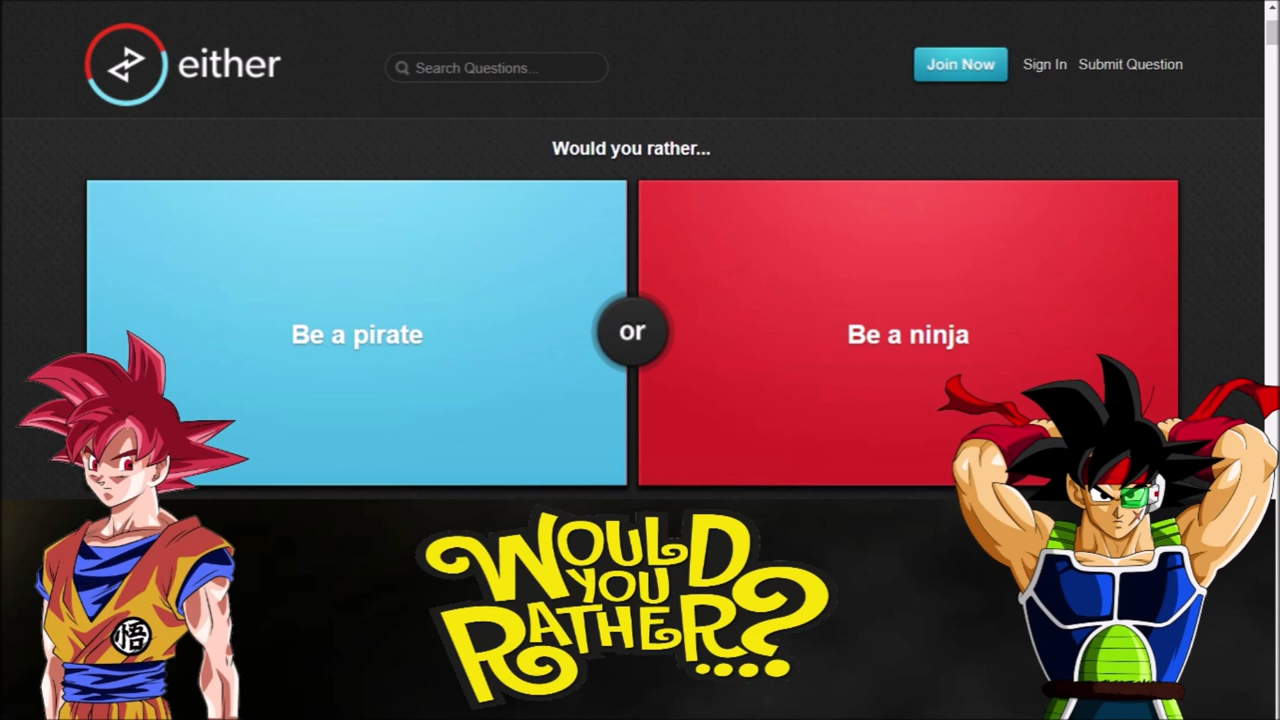 either
Search Questions...
Join Now
Sign In
Submit Question
Would you rather...
Be a pirate
or
Be a ninja
悟
WOULD
YOU
RATHER...?